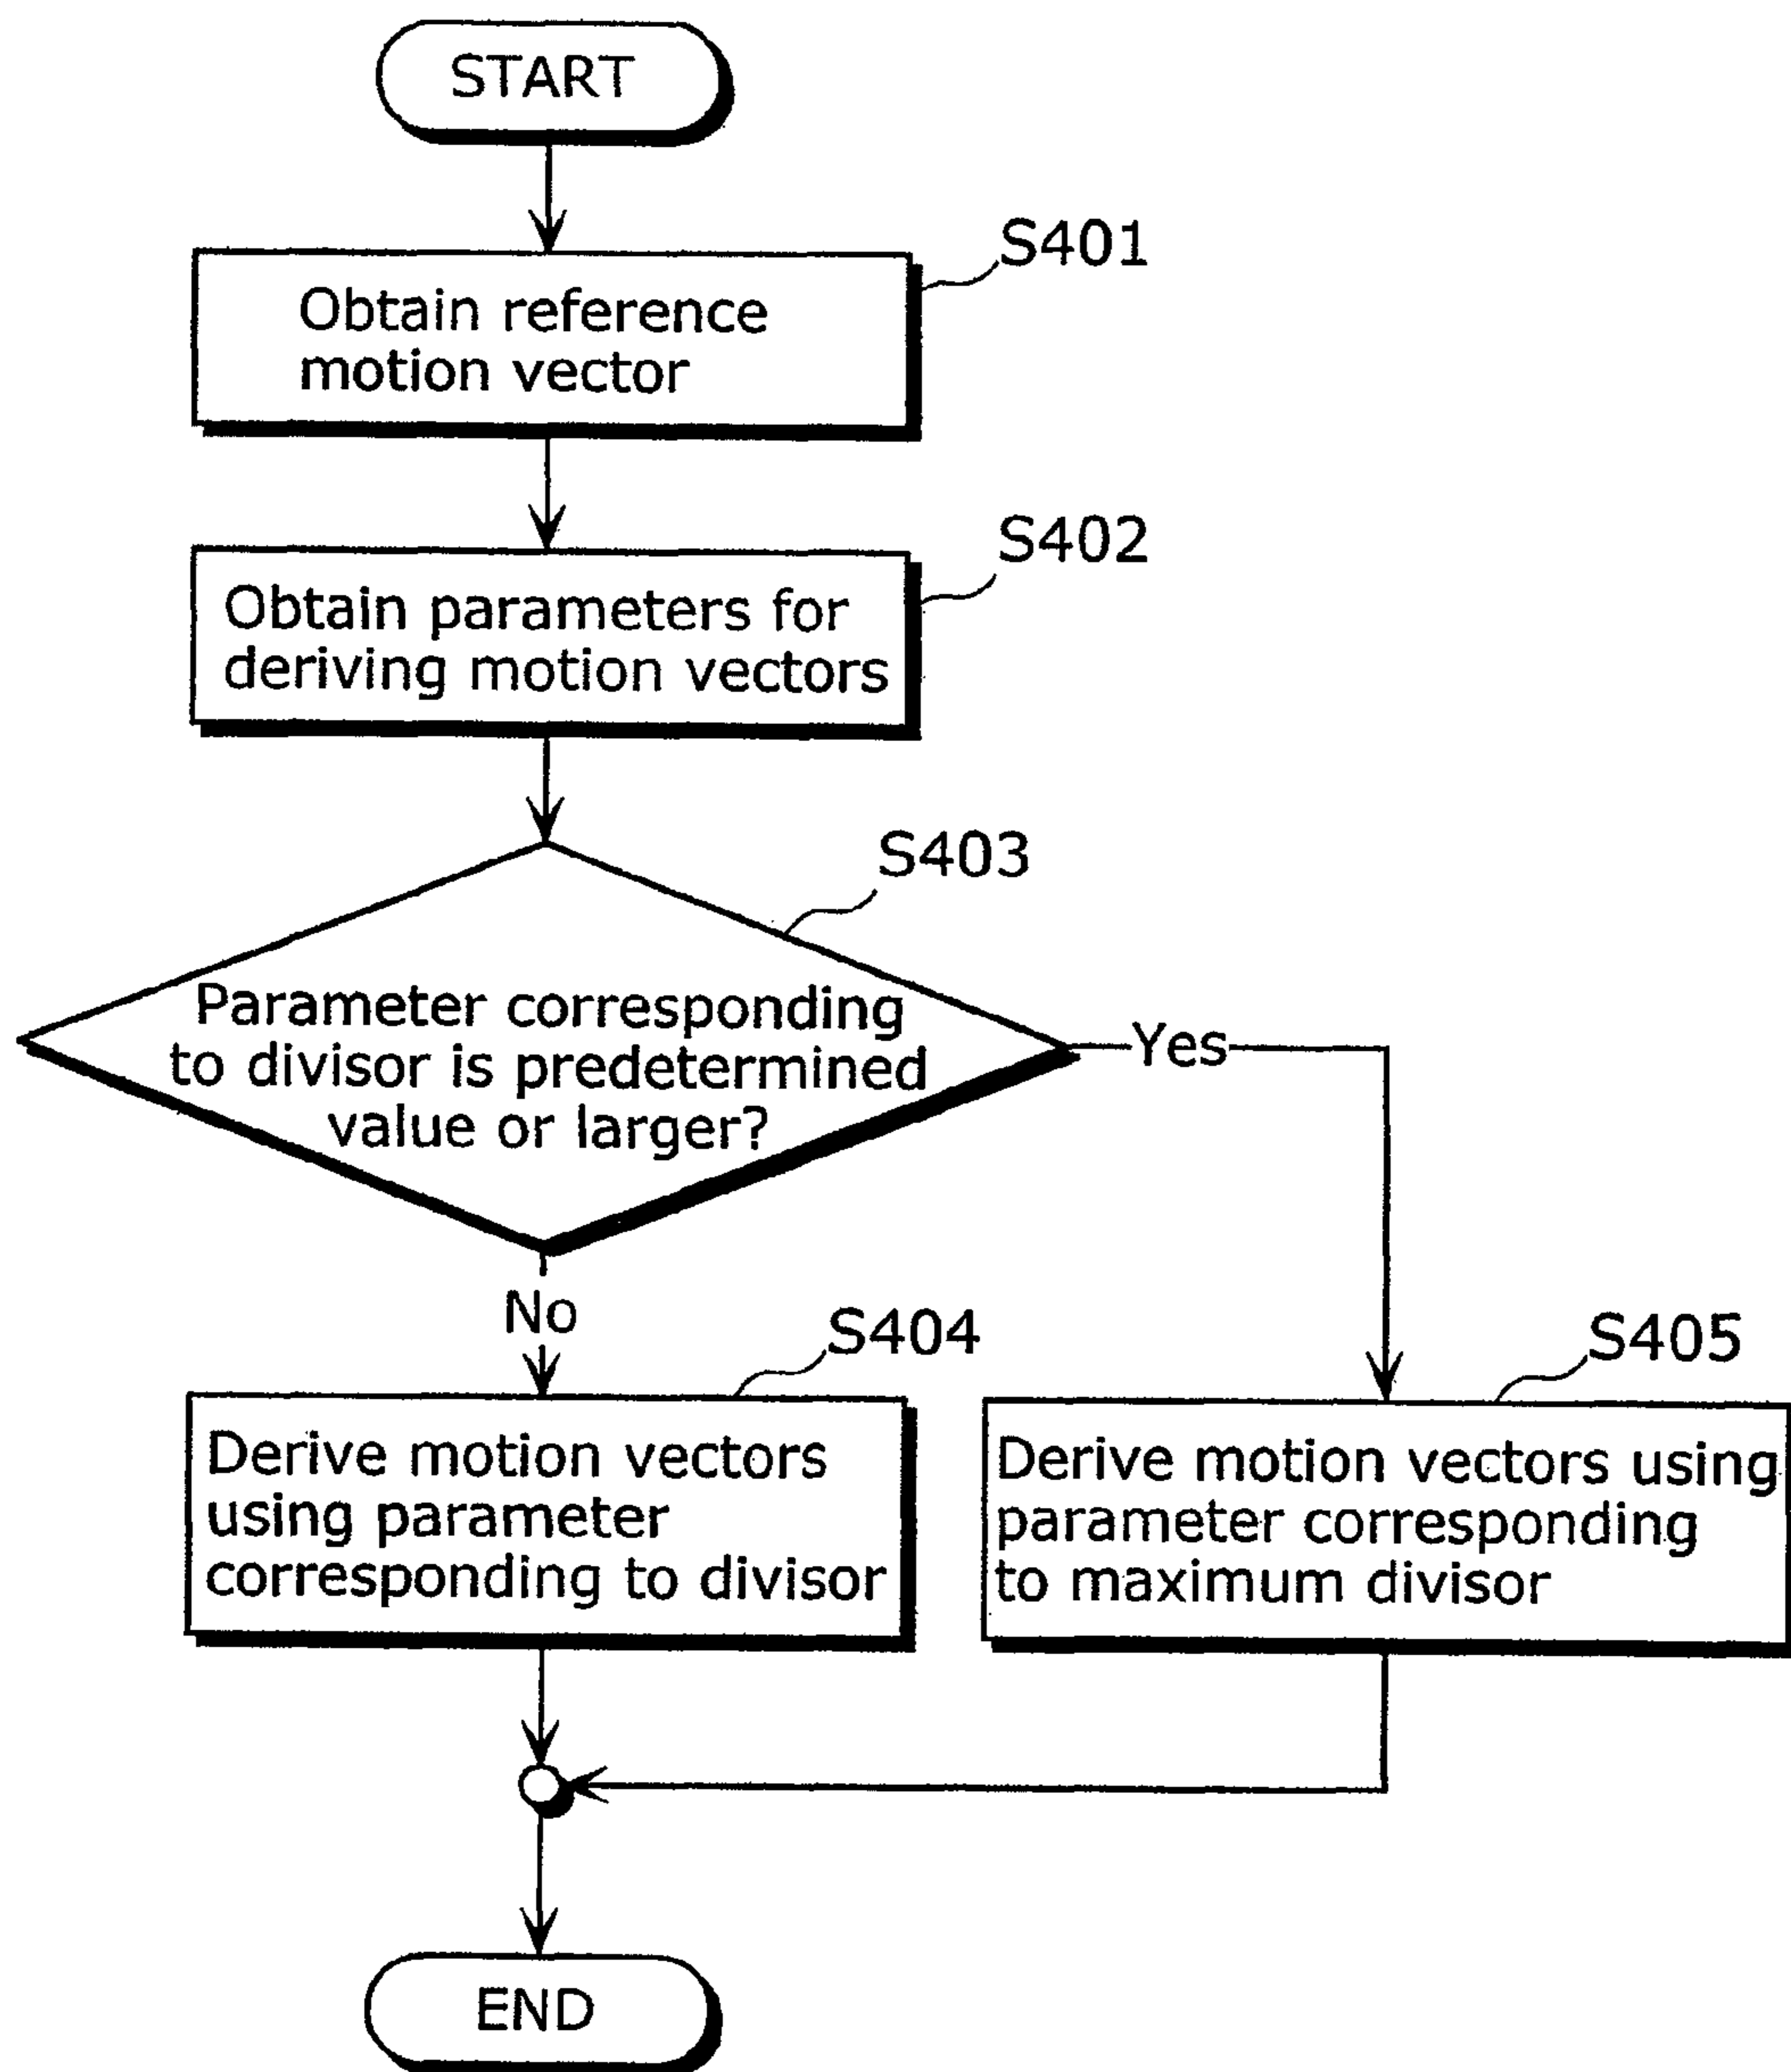 START
S401
Obtain reference
motion vector
S402
Obtain parameters for
deriving motion vectors
S403
Parameter corresponding
to divisor is predetermined
value or larger?
Yes
No
S404
Derive motion vectors
using parameter
corresponding to divisor
S405
Derive motion vectors using
parameter corresponding
to maximum divisor
END